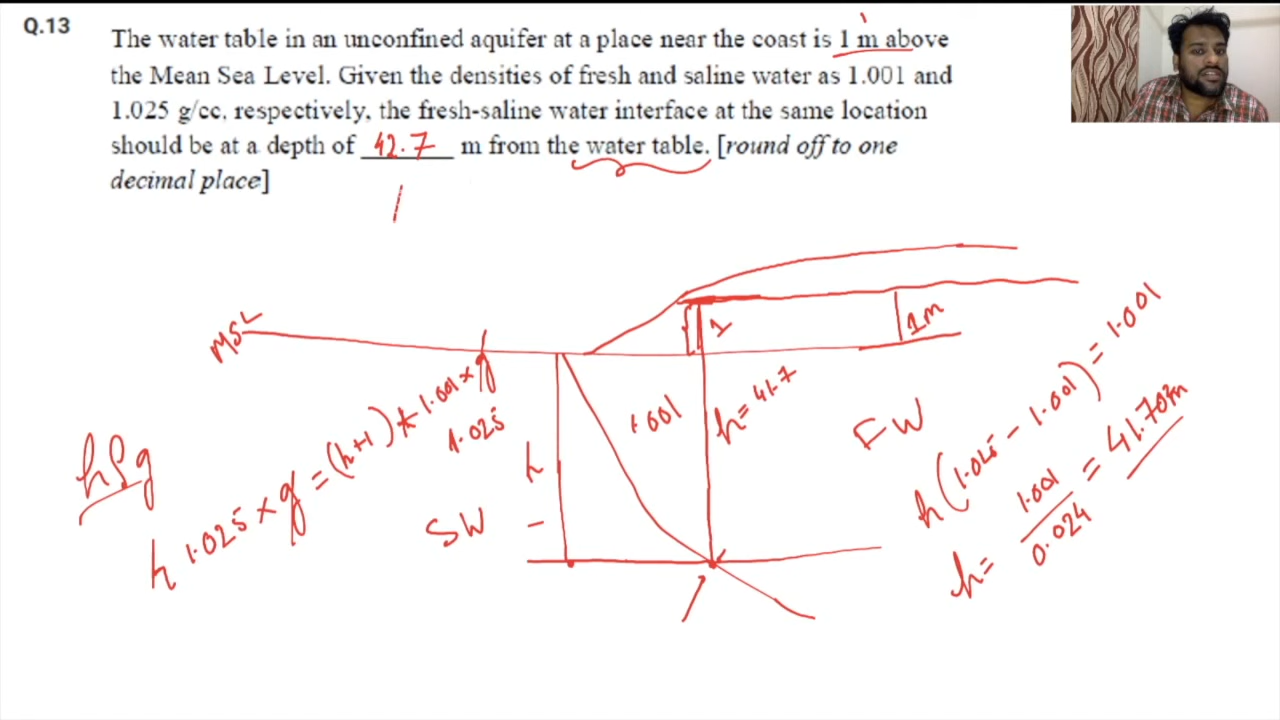 Q.13
The water table in an unconfined aquifer at a place near the coast is 1 m above
the Mean Sea Level. Given the densities of fresh and saline water as 1.001 and
1.025 g/cc, respectively, the fresh-saline water interface at the same location
should be at a depth of 42.7 m from the water table. [round off to one
decimal place]
MSL
1
1m
hρg
h 1.025 × g = (h+1) × 1.001 × g
1.025
h
SW
1.001
h = 41.7
FW
h(1.025 - 1.001) = 1.001
h = 1.001/0.024 = 41.70m